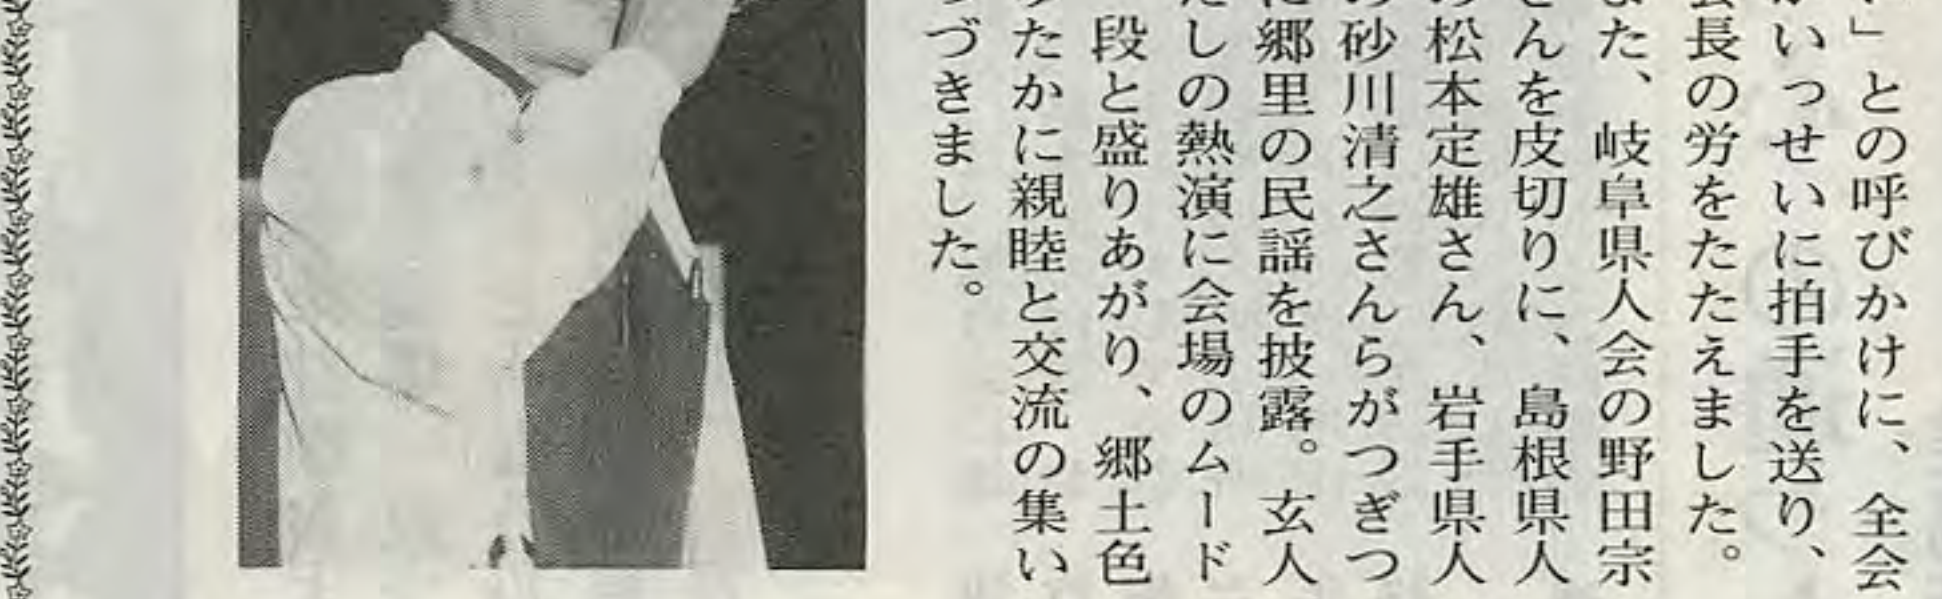 」との呼びかけに、全会
いっせいに拍手を送り、
長の労をたたえました。
た、岐阜県人会の野田宗
んを皮切りに、島根県人
松本定雄さん、岩手県人
砂川清之さんらがつぎつ
郷里の民謡を披露。玄人
しの熱演に会場のムード
段と盛りあがり、郷土色
たかに親睦と交流の集い
づきました。